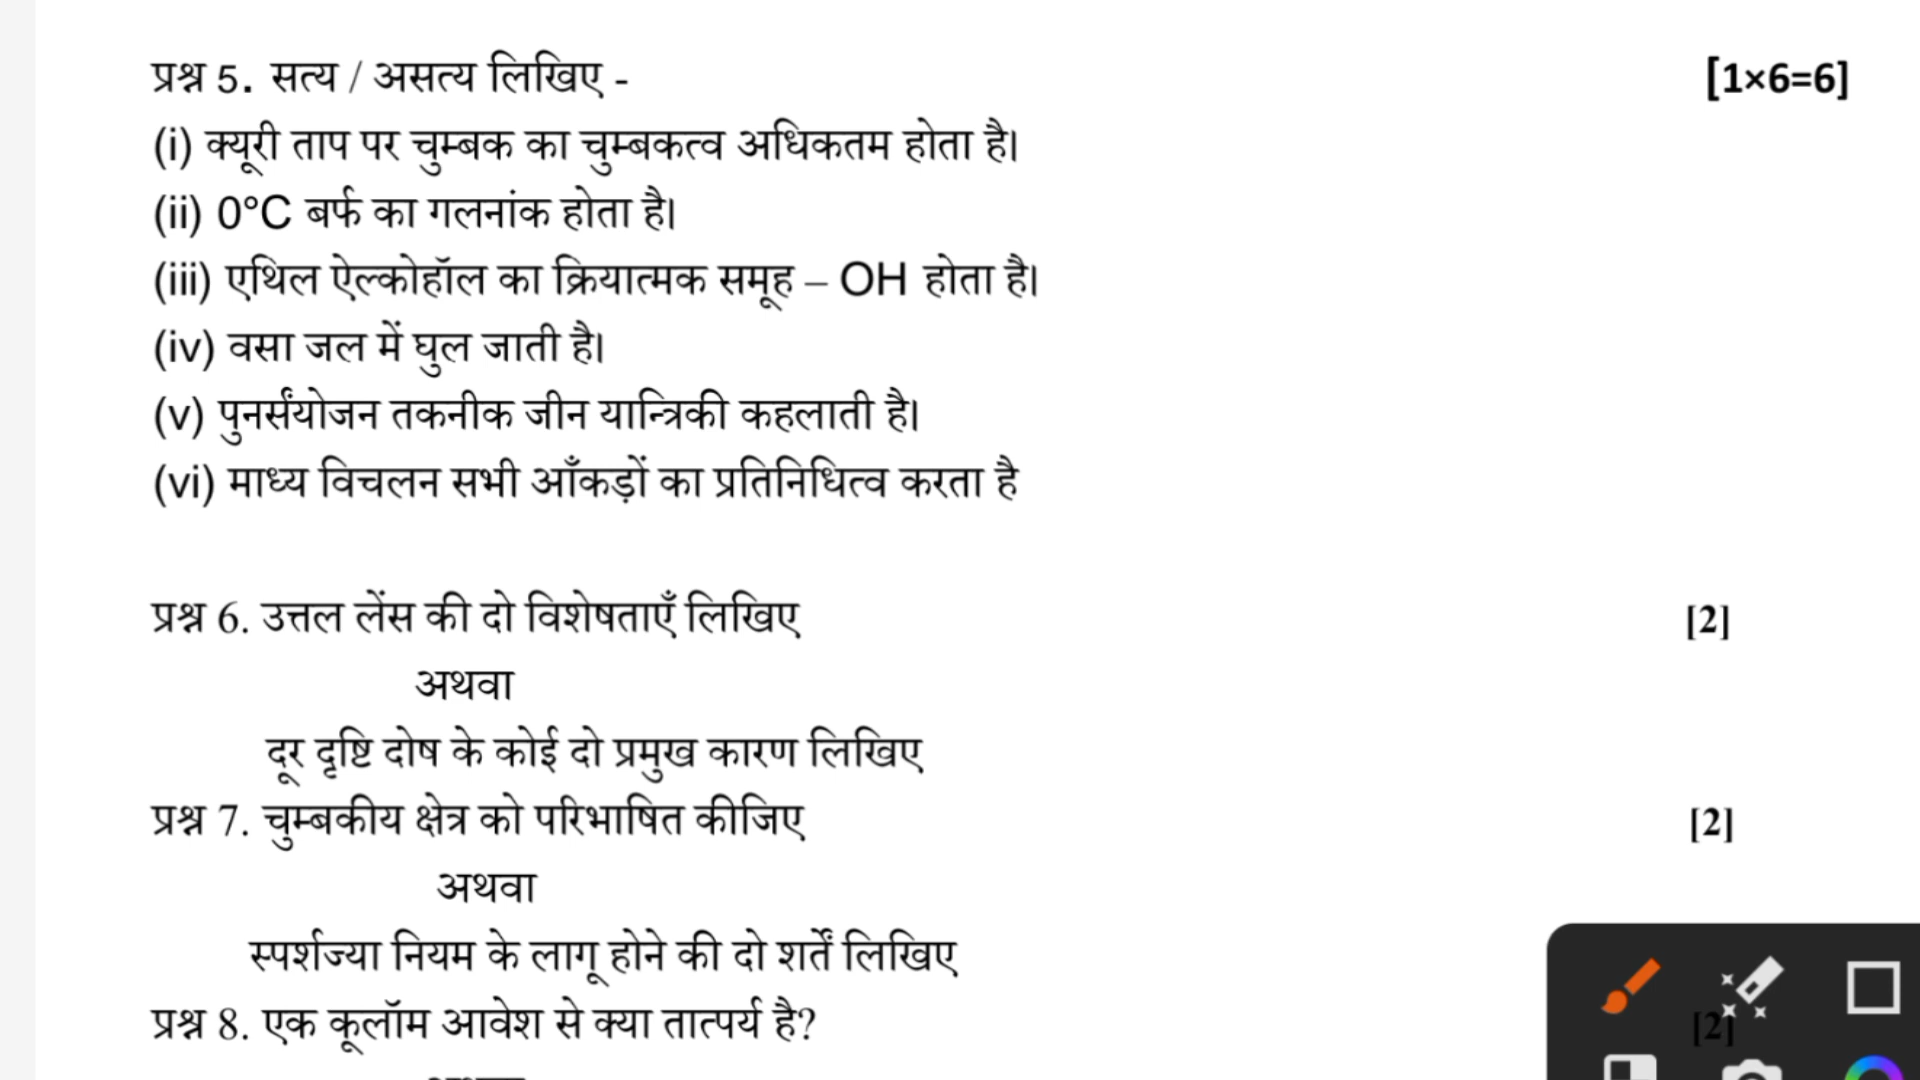 प्रश्न 5. सत्य / असत्य लिखिए - [1×6=6]
(i) क्यूरी ताप पर चुम्बक का चुम्बकत्व अधिकतम होता है।
(ii) 0°C बर्फ का गलनांक होता है।
(iii) एथिल ऐल्कोहॉल का क्रियात्मक समूह – OH होता है।
(iv) वसा जल में घुल जाती है।
(v) पुनर्संयोजन तकनीक जीन यान्त्रिकी कहलाती है।
(vi) माध्य विचलन सभी आँकड़ों का प्रतिनिधित्व करता है
प्रश्न 6. उत्तल लेंस की दो विशेषताएँ लिखिए [2]
अथवा
दूर दृष्टि दोष के कोई दो प्रमुख कारण लिखिए
प्रश्न 7. चुम्बकीय क्षेत्र को परिभाषित कीजिए [2]
अथवा
स्पर्शज्या नियम के लागू होने की दो शर्तें लिखिए
प्रश्न 8. एक कूलॉम आवेश से क्या तात्पर्य है? [2]